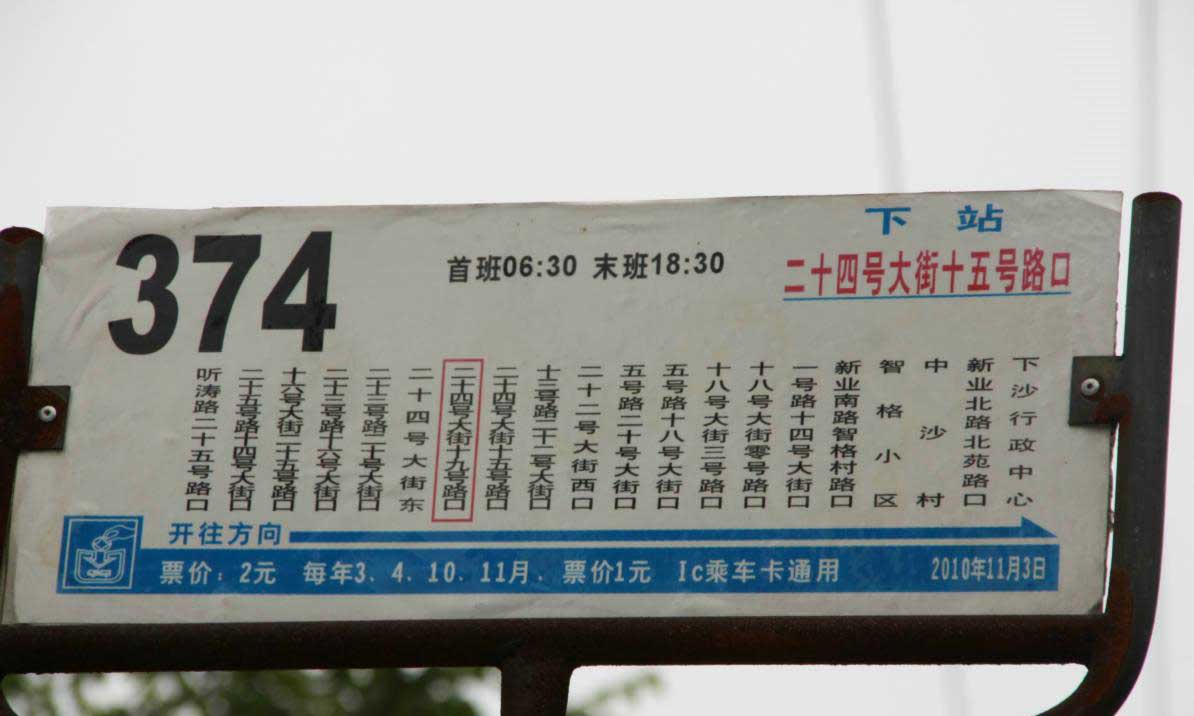 374
首班06:30 末班18:30
下站
二十四号大街十五号路口
听涛路二十五号路口
二十五号路十四号大街口
十六号大街二十五号路口
二十三号路十六号大街口
二十三号路二十号大街口
二十四号大街东
二十四号大街十九号路口
二十四号大街十五号路口
十三号路二十二号大街口
二十二号大街西口
五号路二十号大街口
五号路十八号大街口
十八号大街三号路口
十八号大街零号路口
一号路十四号大街口
新业南路智格村路口
智格小区
中沙村
新业北路北苑路口
下沙行政中心
开往方向
票价:2元 每年3、4、10、11月、票价1元 Ic乘车卡通用 2010年11月3日